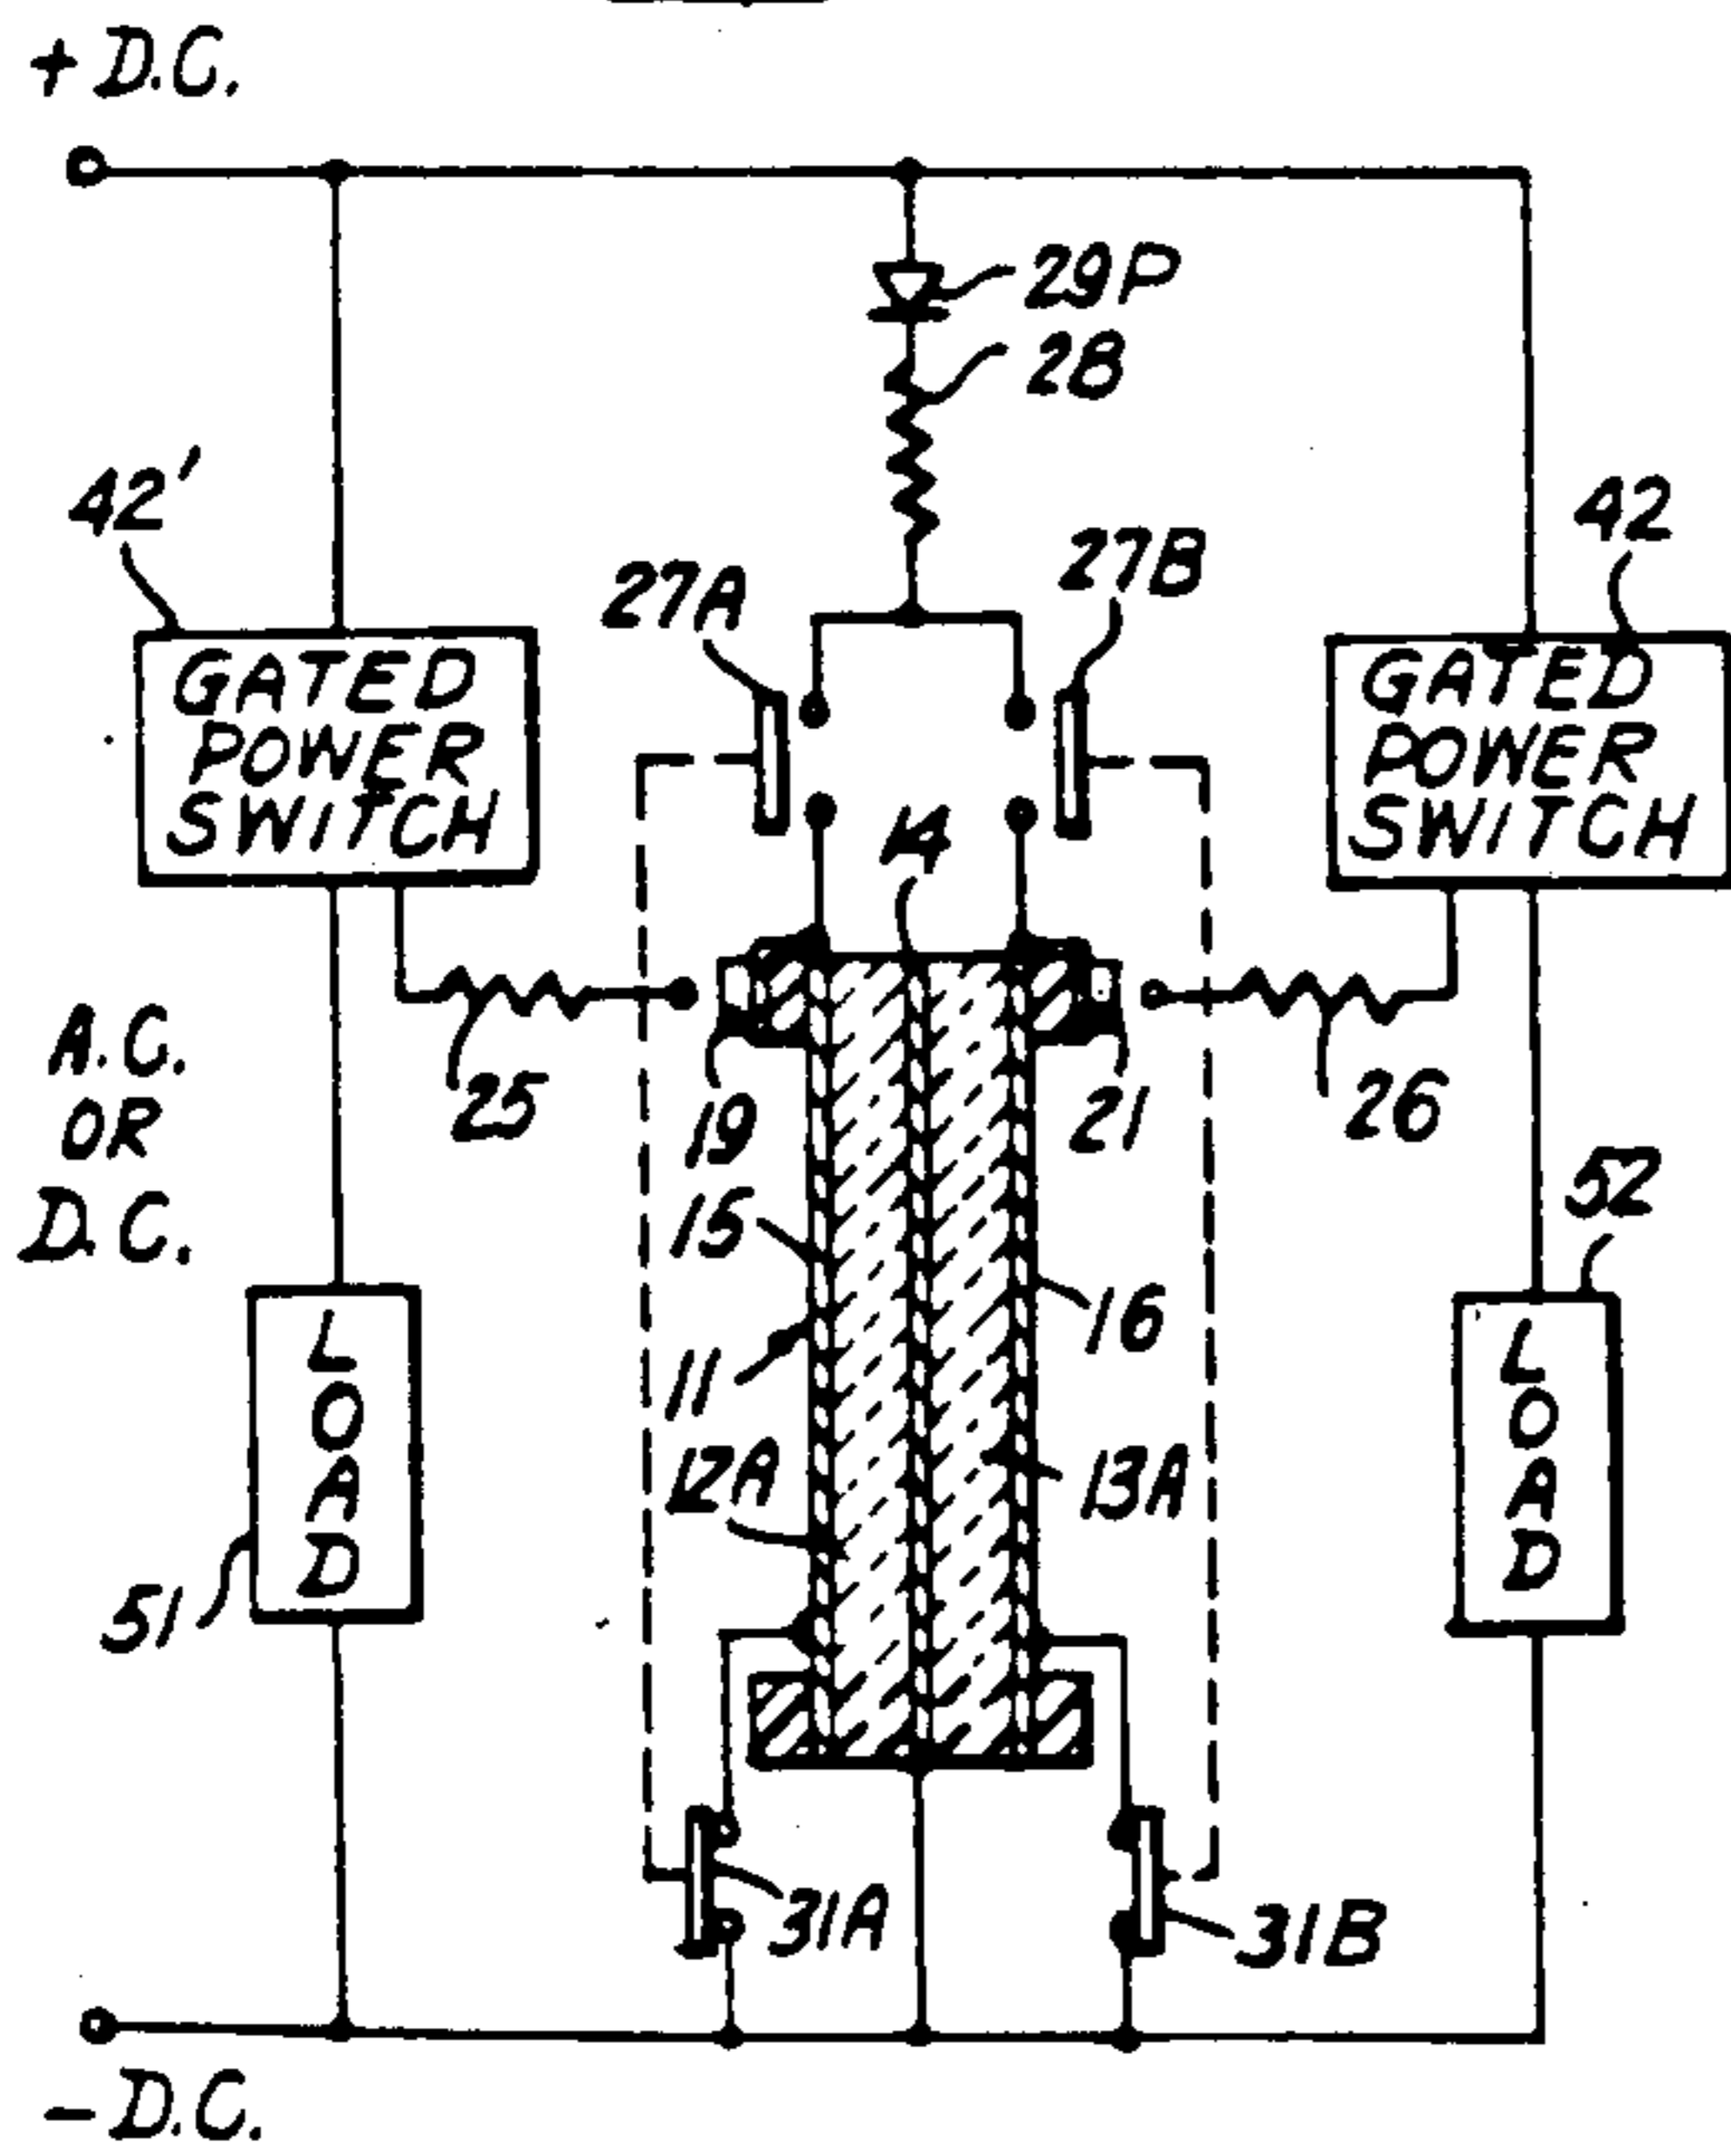 + D.C.
29P
28
42'
42
27A
27B
GATED
POWER
SWITCH
GATED
POWER
SWITCH
14
A.C.
OR
D.C.
25
19
21
26
52
15
16
11
LOAD
LOAD
12A
13A
51
31A
31B
- D.C.